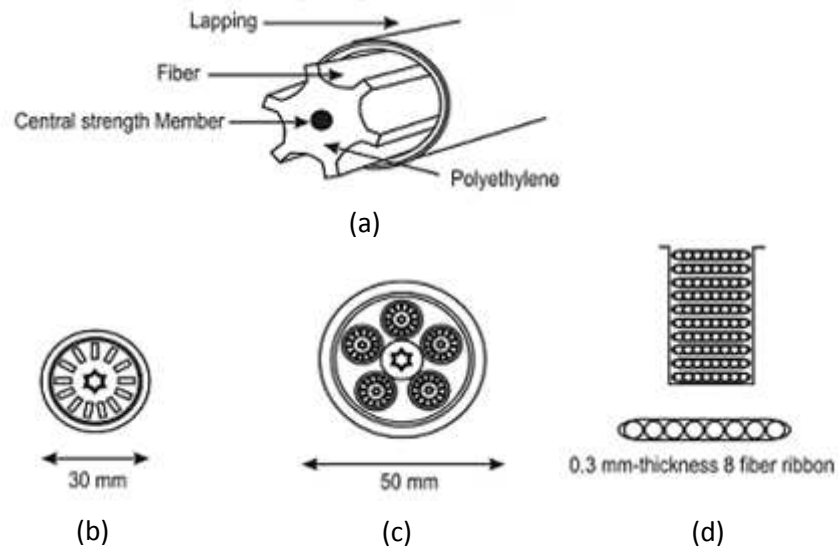 Lapping
Fiber
Central strength Member
Polyethylene
(a)
30 mm
50 mm
0.3 mm-thickness 8 fiber ribbon
(b)
(c)
(d)